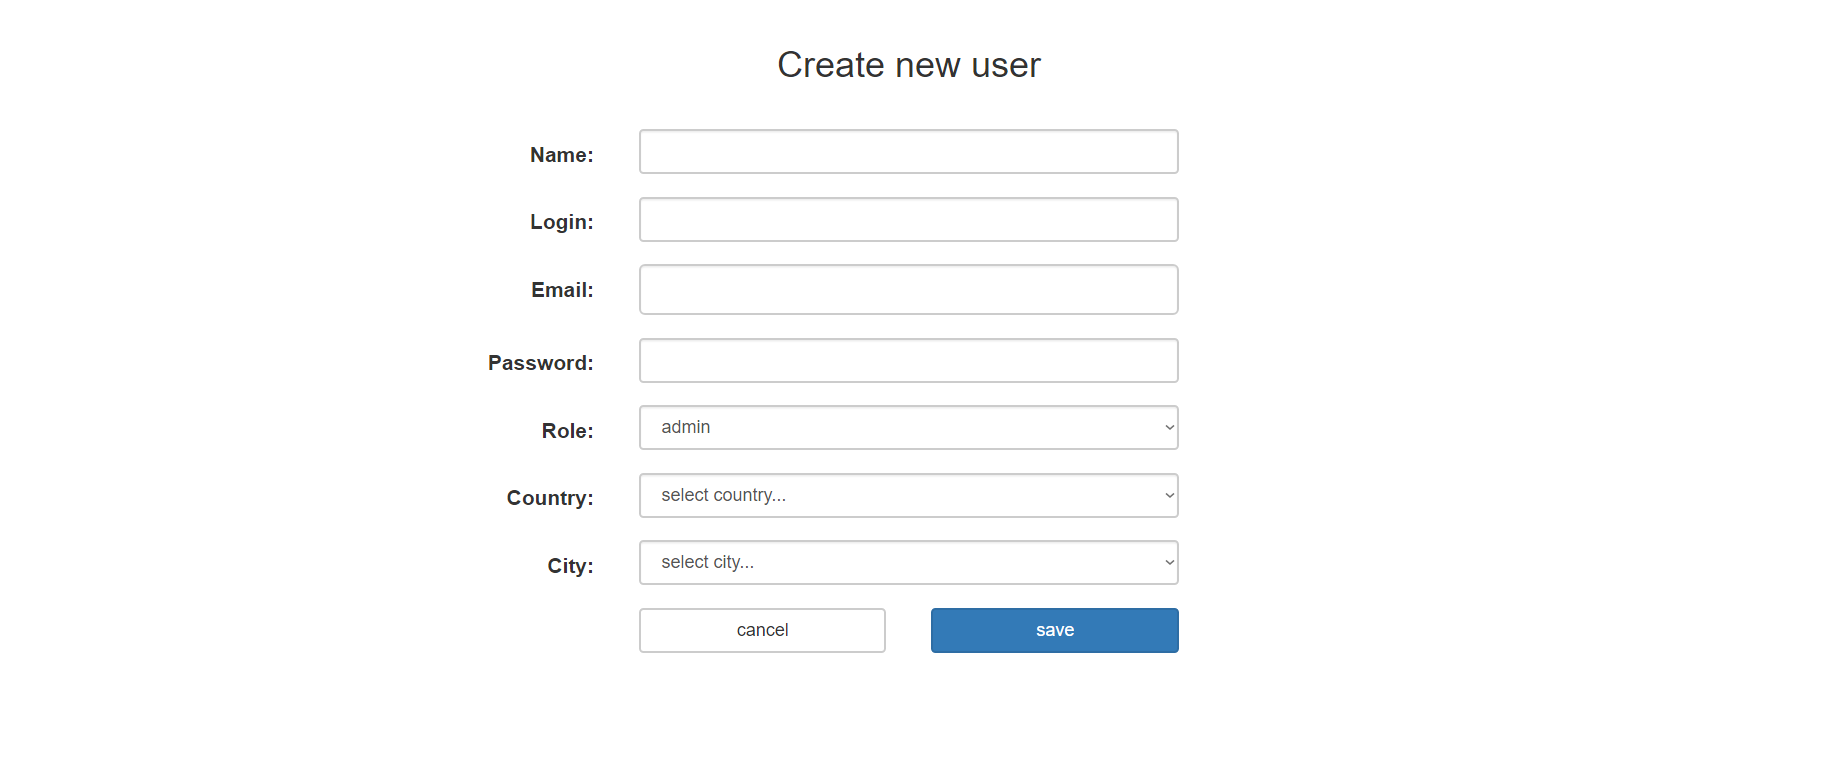 Create new user
Name:
Login:
Email:
Password:
Role: admin
Country: select country...
City: select city...
cancel save